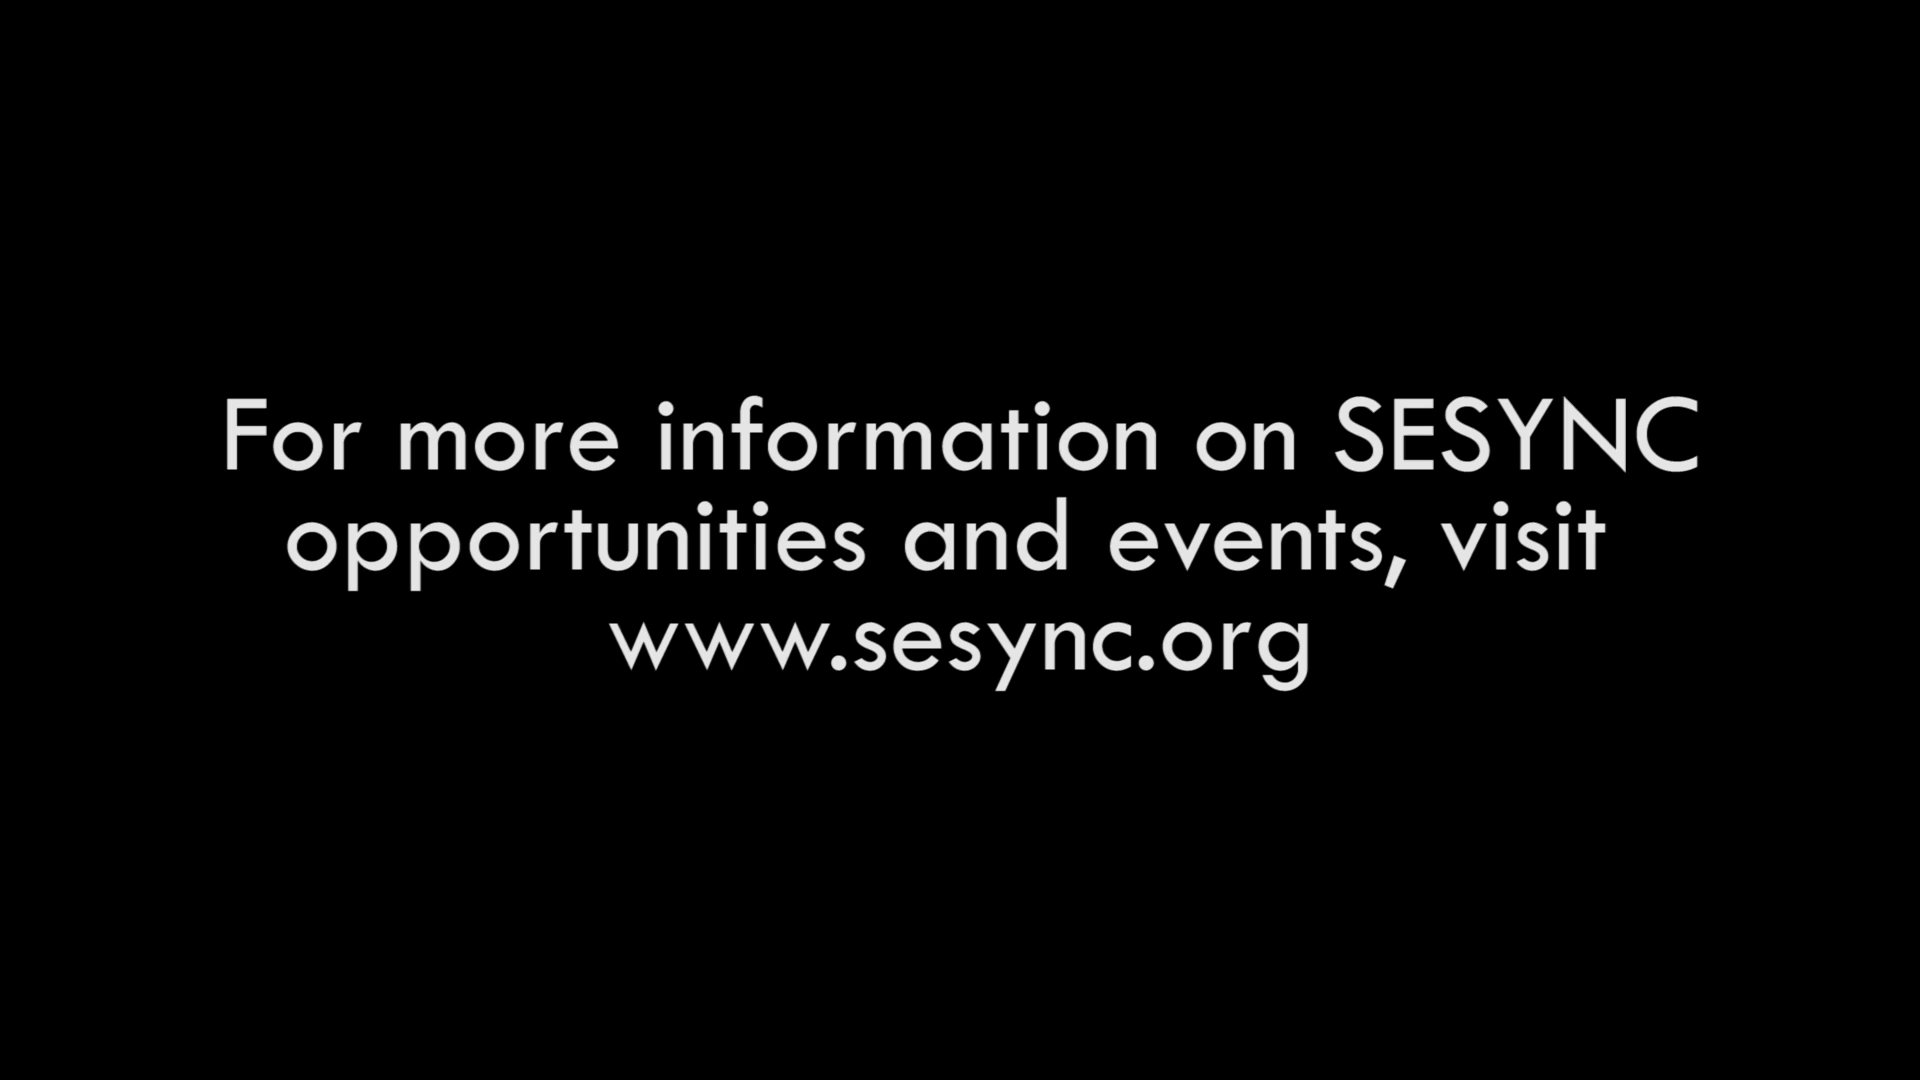 For more information on SESYNC
opportunities and events, visit
www.sesync.org